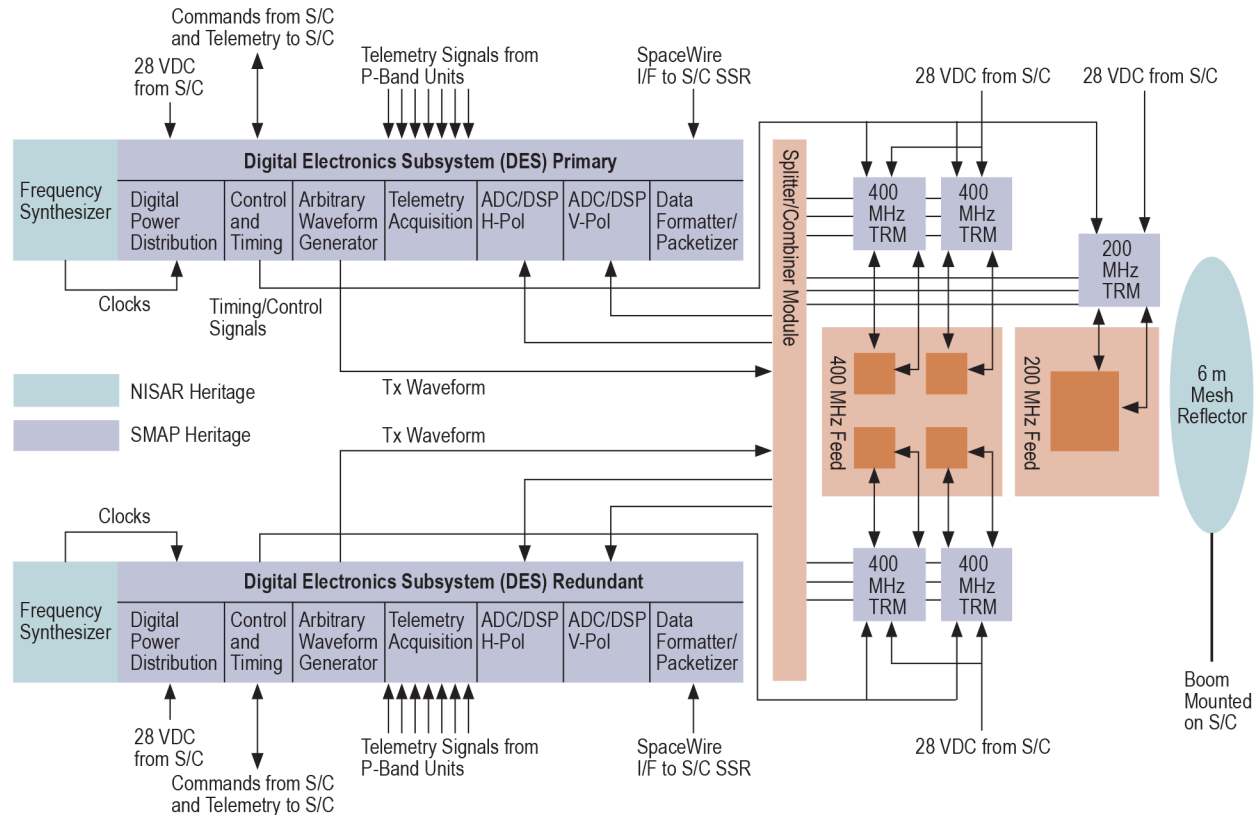 Commands from S/C
and Telemetry to S/C
28 VDC
from S/C
Telemetry Signals from
P-Band Units
SpaceWire
I/F to S/C SSR
28 VDC from S/C
28 VDC from S/C
Frequency
Synthesizer
Digital Electronics Subsystem (DES) Primary
Digital
Power
Distribution
Control
and
Timing
Arbitrary
Waveform
Generator
Telemetry
Acquisition
ADC/DSP
H-Pol
ADC/DSP
V-Pol
Data
Formatter/
Packetizer
Splitter/Combiner Module
400
MHz
TRM
400
MHz
TRM
200
MHz
TRM
Clocks
Timing/Control
Signals
Tx Waveform
NISAR Heritage
SMAP Heritage
Tx Waveform
400 MHz Feed
200 MHz Feed
6 m
Mesh
Reflector
Clocks
Frequency
Synthesizer
Digital Electronics Subsystem (DES) Redundant
Digital
Power
Distribution
Control
and
Timing
Arbitrary
Waveform
Generator
Telemetry
Acquisition
ADC/DSP
H-Pol
ADC/DSP
V-Pol
Data
Formatter/
Packetizer
400
MHz
TRM
400
MHz
TRM
Boom
Mounted
on S/C
28 VDC
from S/C
Commands from S/C
and Telemetry to S/C
Telemetry Signals from
P-Band Units
SpaceWire
I/F to S/C SSR
28 VDC from S/C